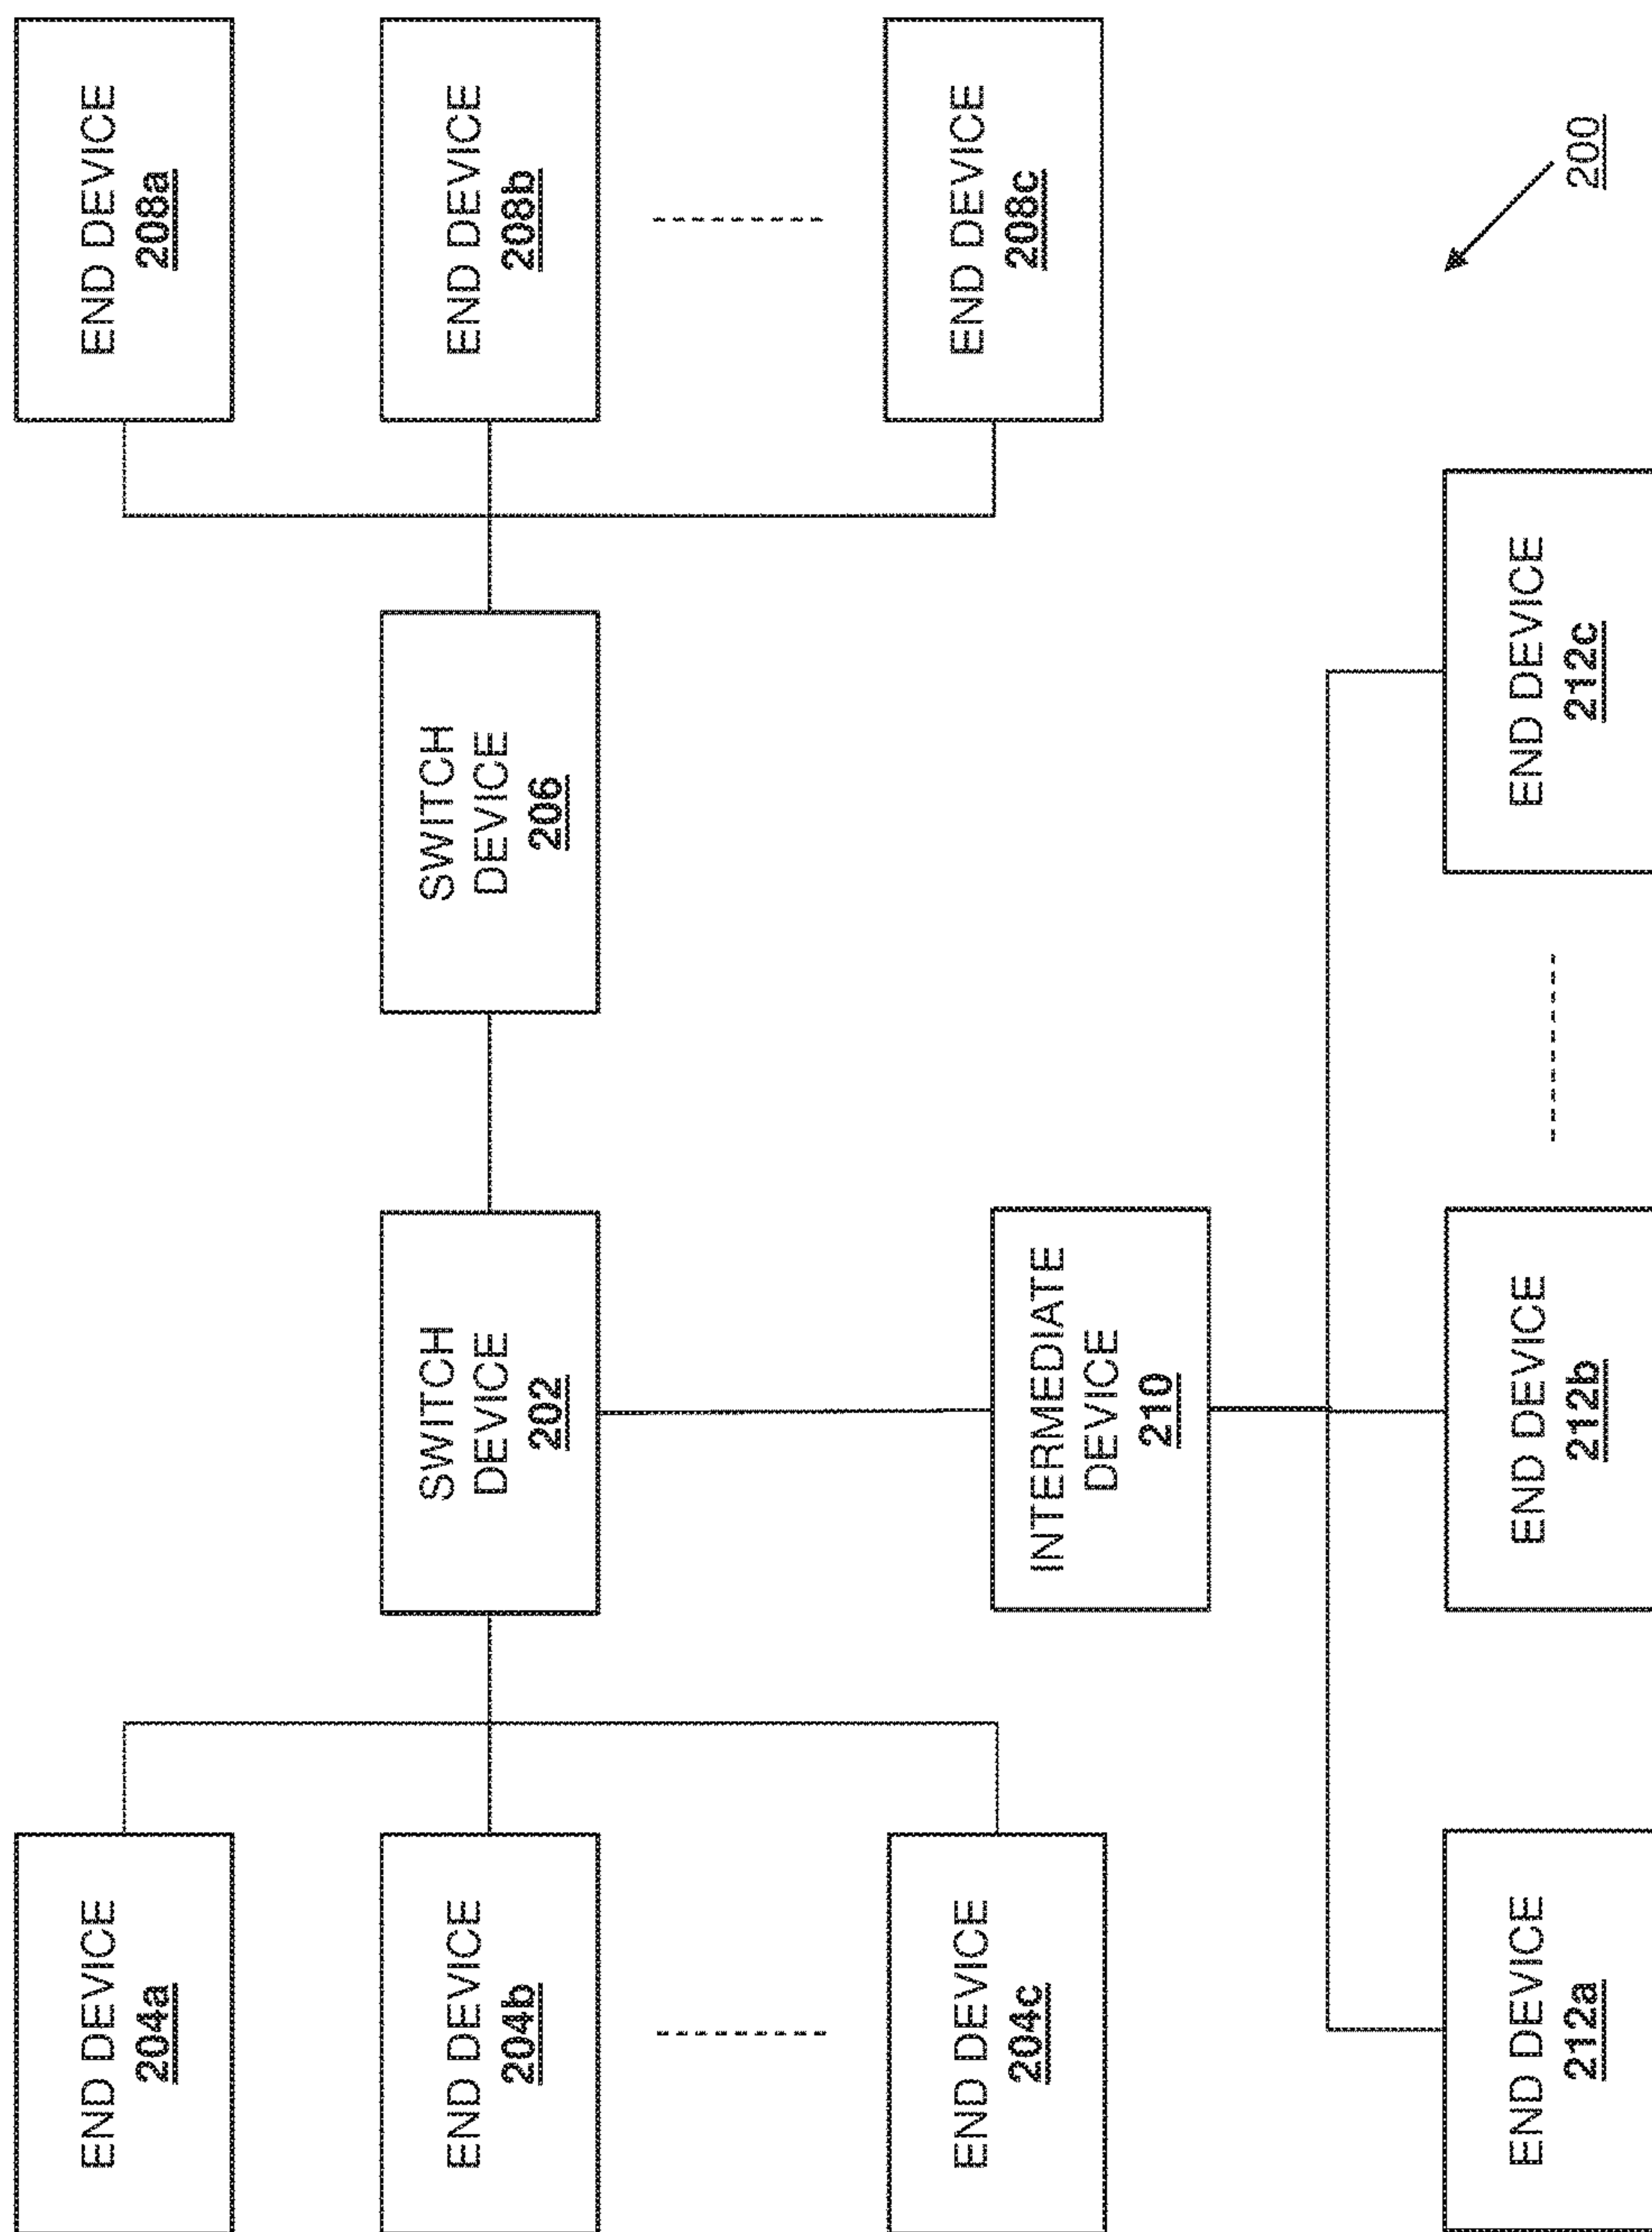 END DEVICE
204a
END DEVICE
204b
END DEVICE
204c
SWITCH
DEVICE
202
SWITCH
DEVICE
206
END DEVICE
208a
END DEVICE
208b
END DEVICE
208c
INTERMEDIATE
DEVICE
210
END DEVICE
212a
END DEVICE
212b
END DEVICE
212c
200